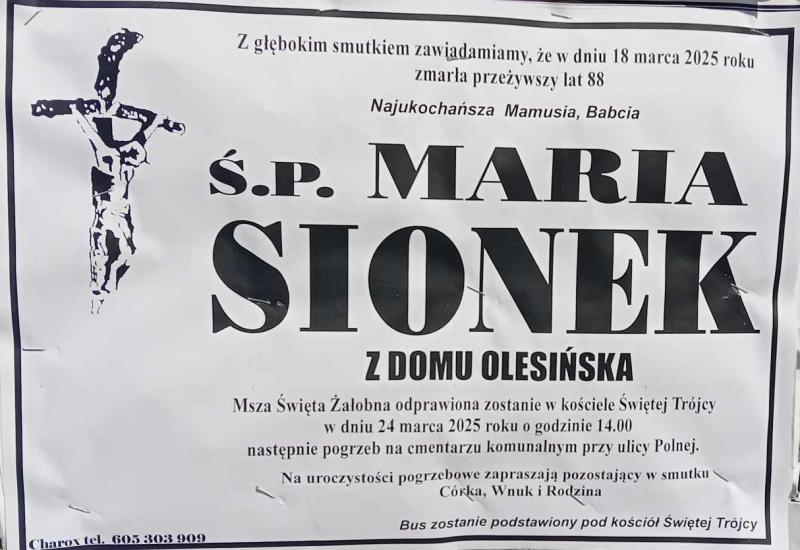 Z głębokim smutkiem zawiadamiamy, że w dniu 18 marca 2025 roku
zmarła przeżywszy lat 88
Najukochańsza Mamusia, Babcia
Ś.P. MARIA
SIONEK
Z DOMU OLESIŃSKA
Msza Święta Żałobna odprawiona zostanie w kościele Świętej Trójcy
w dniu 24 marca 2025 roku o godzinie 14.00
następnie pogrzeb na cmentarzu komunalnym przy ulicy Polnej.
Na uroczystości pogrzebowe zapraszają pozostający w smutku
Córka, Wnuk i Rodzina
Bus zostanie podstawiony pod kościół Świętej Trójcy
Charox tel. 605 303 909